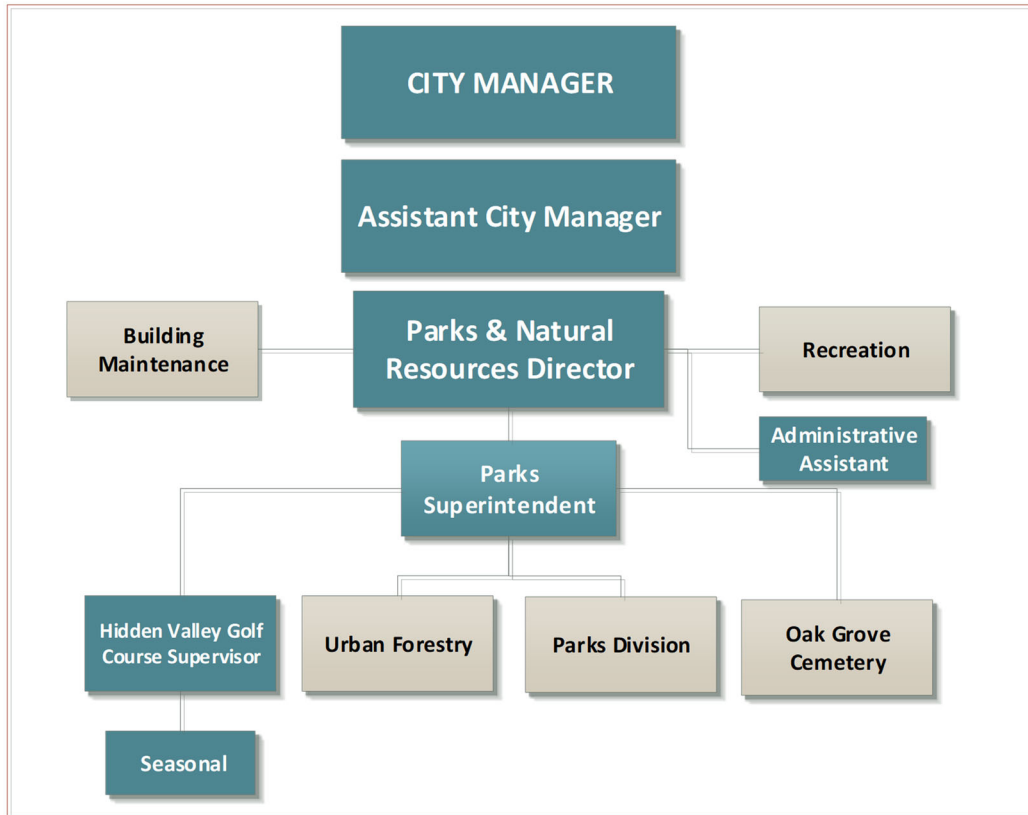 CITY MANAGER
Assistant City Manager
Parks & Natural
Resources Director
Building
Maintenance
Recreation
Administrative
Assistant
Parks
Superintendent
Hidden Valley Golf
Course Supervisor
Urban Forestry
Parks Division
Oak Grove
Cemetery
Seasonal